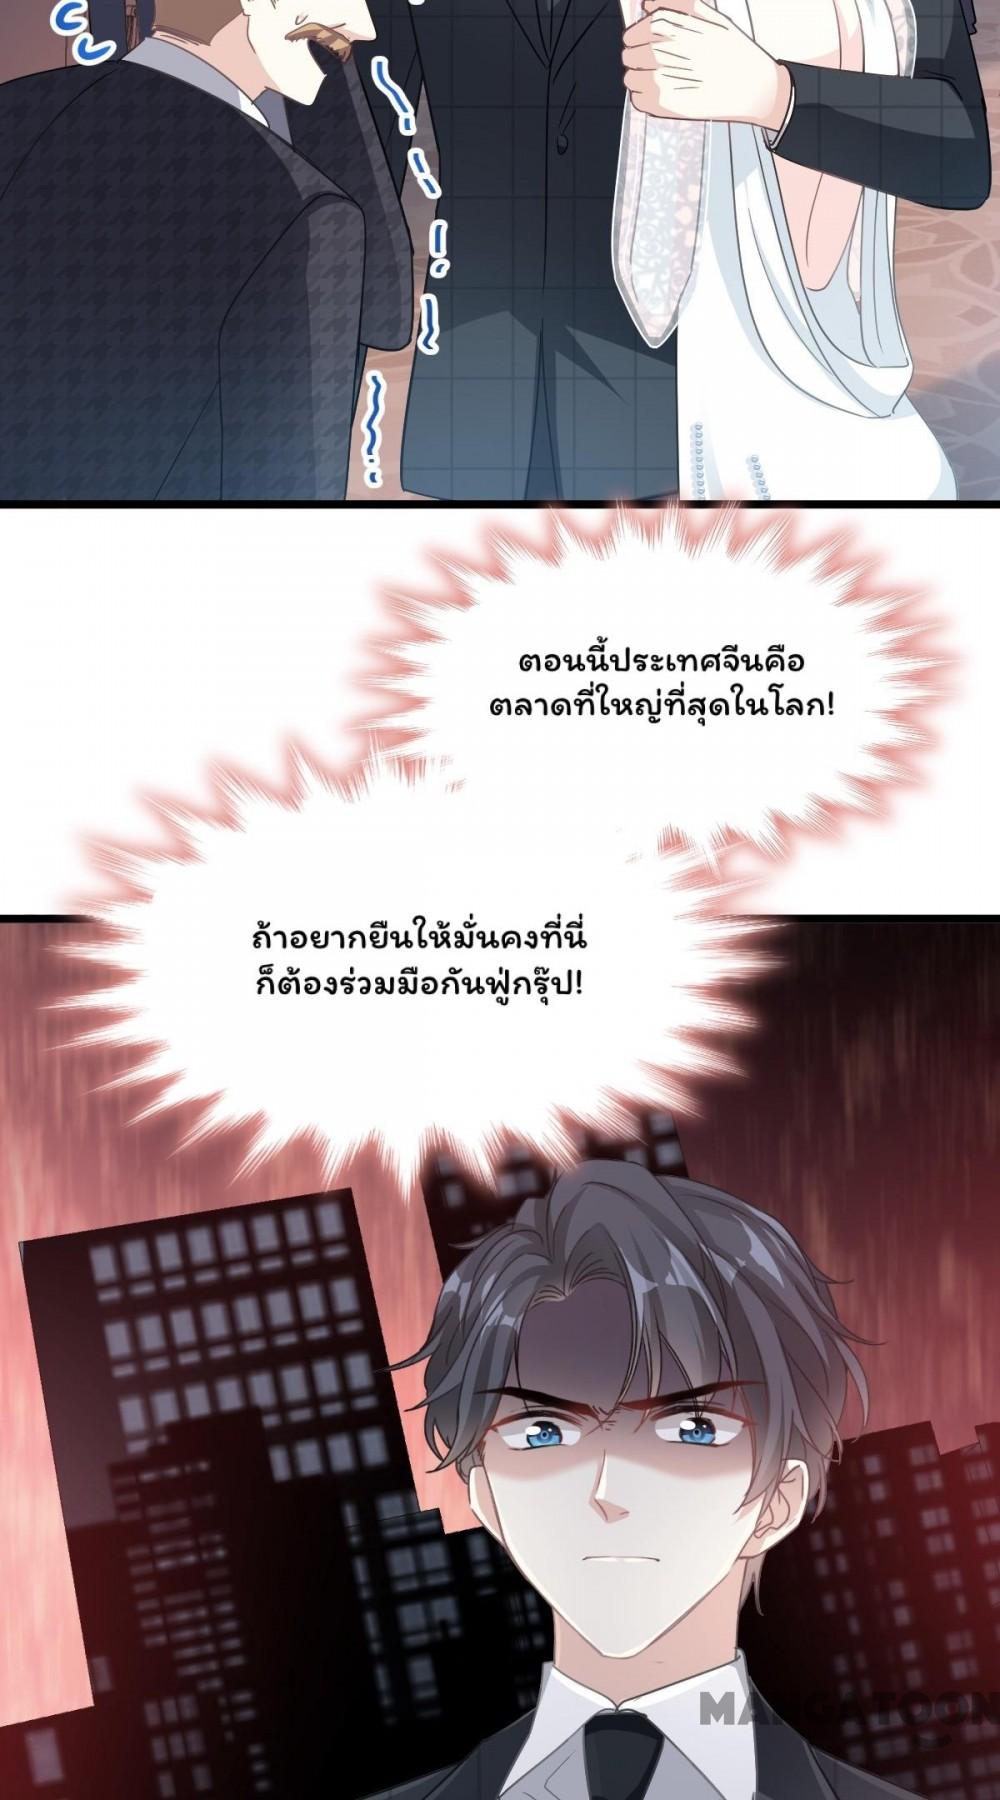 ตอนนี้ประเทศจีนคือ
ตลาดที่ใหญ่ที่สุดในโลก!
ถ้าอยากยืนให้มั่นคงที่นี่
ก็ต้องร่วมมือกันฟู่กรุ๊ป!
MANGATOON